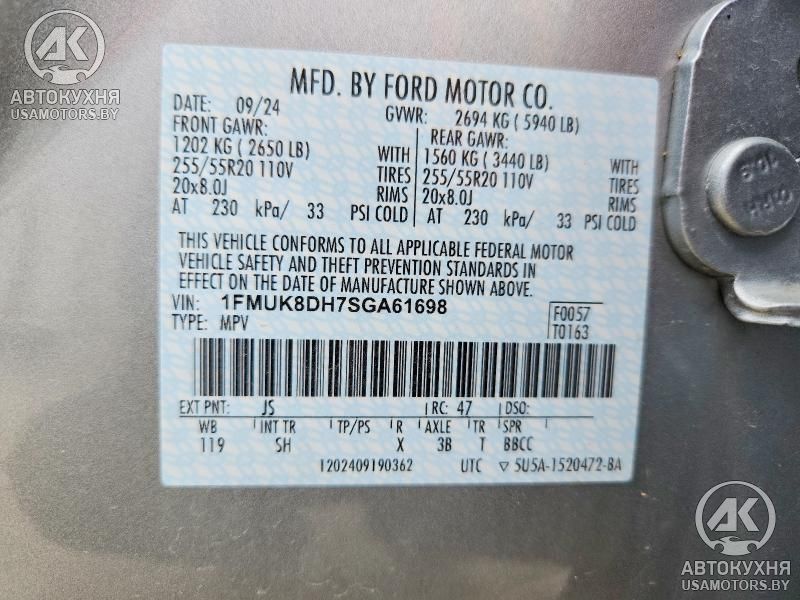 AK
АВТОКУХНЯ
USAMOTORS.BY
MFD. BY FORD MOTOR CO.
DATE: 09/24 GVWR: 2694 KG ( 5940 LB)
FRONT GAWR: REAR GAWR:
1202 KG ( 2650 LB) WITH 1560 KG ( 3440 LB) WITH
255/55R20 110V TIRES 255/55R20 110V TIRES
20x8.0J RIMS 20x8.0J RIMS
AT 230 kPa/ 33 PSI COLD AT 230 kPa/ 33 PSI COLD
THIS VEHICLE CONFORMS TO ALL APPLICABLE FEDERAL MOTOR
VEHICLE SAFETY AND THEFT PREVENTION STANDARDS IN
EFFECT ON THE DATE OF MANUFACTURE SHOWN ABOVE.
VIN: 1FMUK8DH7SGA61698 F0057
TYPE: MPV T0163
EXT PNT: JS RC: 47 DSO:
WB INT TR TP/PS R AXLE TR SPR
119 SH X 3B T BBCC
1202409190362 UTC ▽ 5U5A-1520472-BA
AK
АВТОКУХНЯ
USAMOTORS.BY